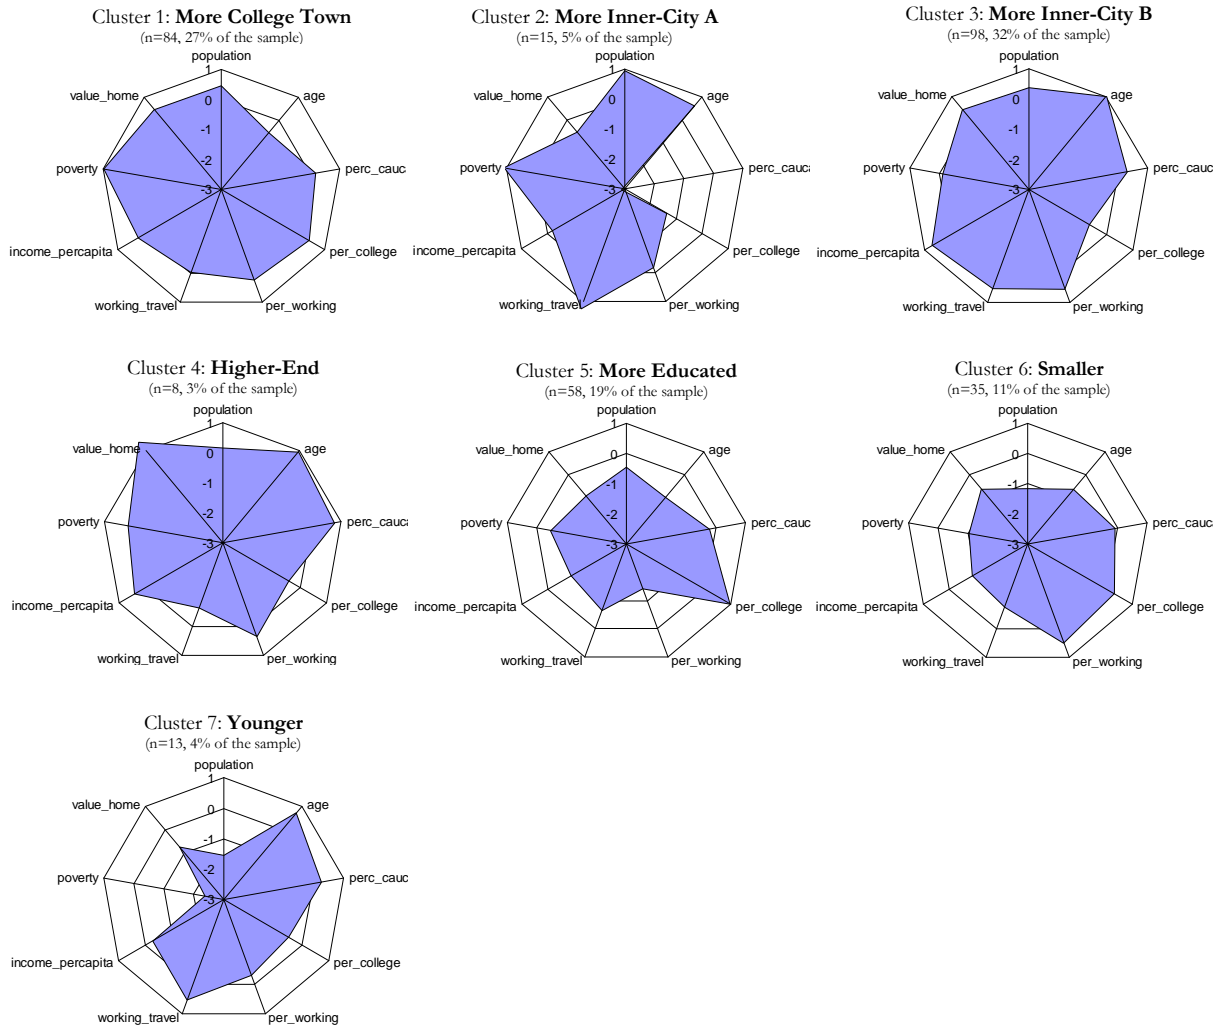 Cluster 1: More College Town
(n=84, 27% of the sample)
population
1
value_home
age
0
-1
poverty
perc_cauc
-2
-3
income_percapita
per_college
working_travel
per_working
Cluster 2: More Inner-City A
(n=15, 5% of the sample)
population
1
value_home
age
0
-1
poverty
perc_cauca
-2
-3
income_percapita
per_college
working_travel
per_working
Cluster 3: More Inner-City B
(n=98, 32% of the sample)
population
1
value_home
age
0
-1
poverty
perc_cauc
-2
-3
income_percapita
per_college
working_travel
per_working
Cluster 4: Higher-End
(n=8, 3% of the sample)
population
1
value_home
age
0
-1
poverty
perc_cauca
-2
-3
income_percapita
per_college
working_travel
per_working
Cluster 5: More Educated
(n=58, 19% of the sample)
population
1
value_home
age
0
-1
poverty
perc_cauc
-2
-3
income_percapita
per_college
working_travel
per_working
Cluster 6: Smaller
(n=35, 11% of the sample)
population
1
value_home
age
0
-1
poverty
perc_cauc
-2
-3
income_percapita
per_college
working_travel
per_working
Cluster 7: Younger
(n=13, 4% of the sample)
population
1
value_home
age
0
-1
poverty
perc_cauc
-2
-3
income_percapita
per_college
working_travel
per_working